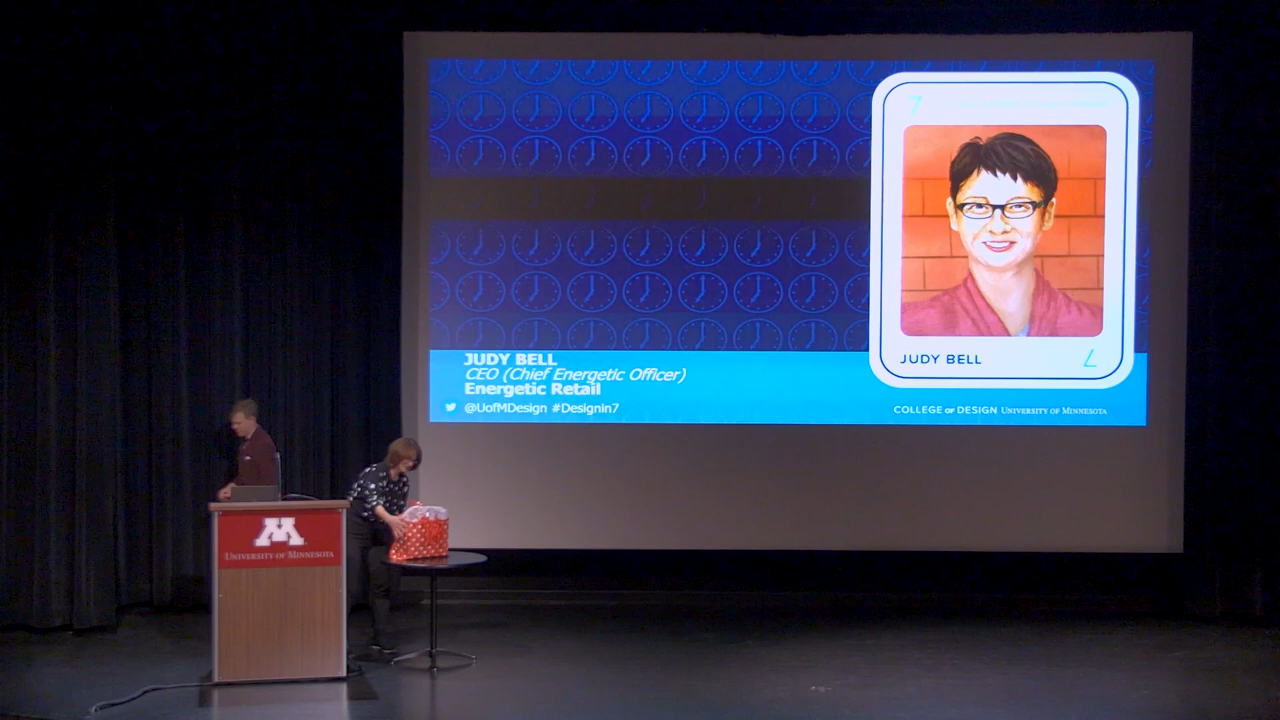 7
JUDY BELL
7
JUDY BELL
CEO (Chief Energetic Officer)
Energetic Retail
@UofMDesign #DesignIn7
COLLEGE OF DESIGN UNIVERSITY OF MINNESOTA
M
UNIVERSITY OF MINNESOTA